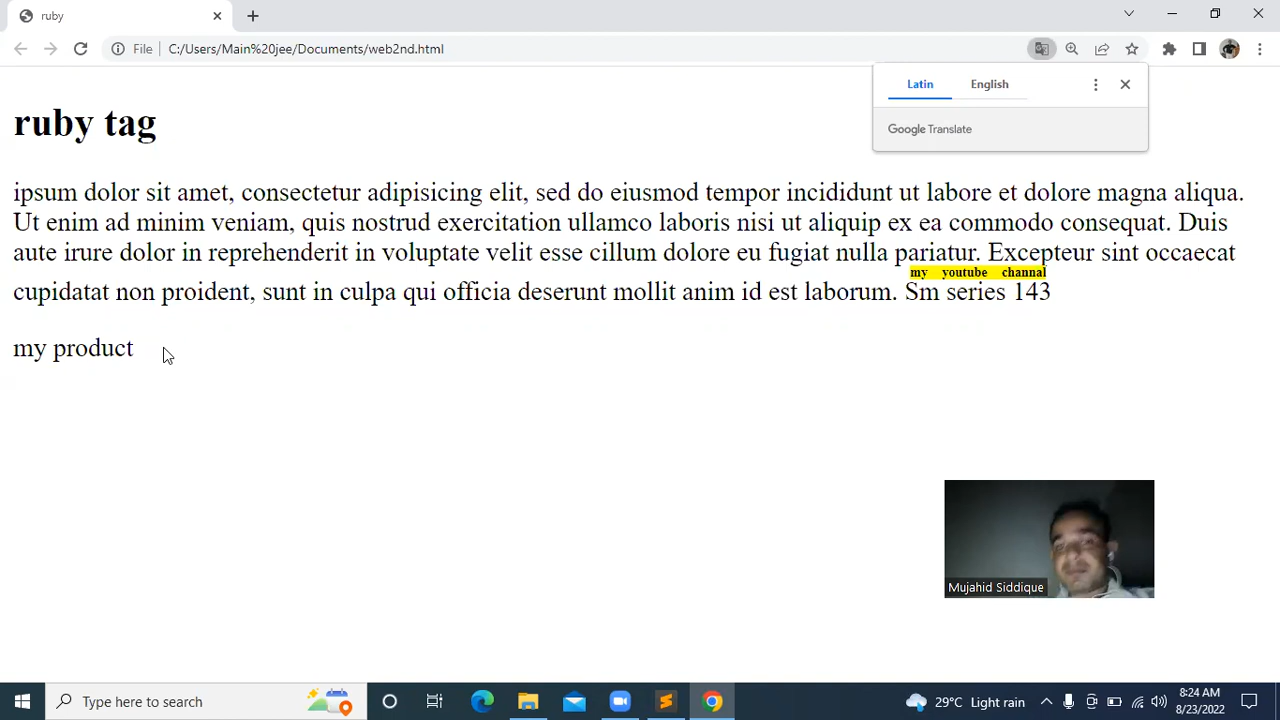 ruby
File
C:/Users/Main%20jee/Documents/web2nd.html
Latin
English
Google Translate
ruby tag
ipsum dolor sit amet, consectetur adipisicing elit, sed do eiusmod tempor incididunt ut labore et dolore magna aliqua.
Ut enim ad minim veniam, quis nostrud exercitation ullamco laboris nisi ut aliquip ex ea commodo consequat. Duis
aute irure dolor in reprehenderit in voluptate velit esse cillum dolore eu fugiat nulla pariatur. Excepteur sint occaecat
my youtube channal
cupidatat non proident, sunt in culpa qui officia deserunt mollit anim id est laborum. Sm series 143
my product
Mujahid Siddique
Type here to search
29°C Light rain
8:24 AM
8/23/2022